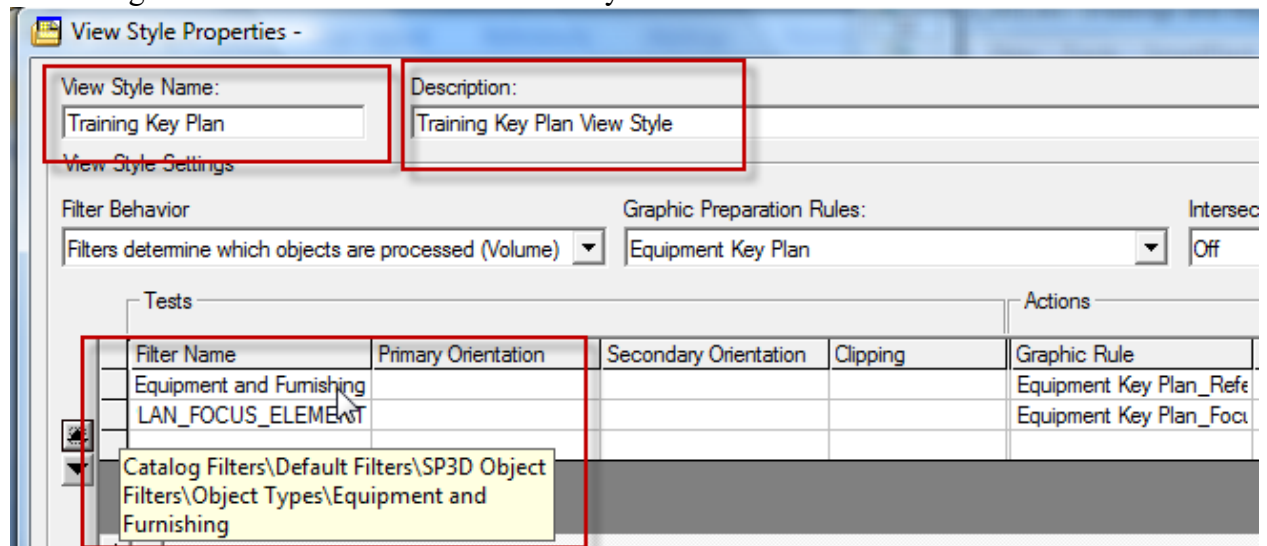 View Style Properties -
View Style Name:
Description:
Training Key Plan
Training Key Plan View Style
View Style Settings
Filter Behavior
Graphic Preparation Rules:
Filters determine which objects are processed (Volume)
Equipment Key Plan
Off
Tests
Actions
Filter Name
Primary Orientation
Secondary Orientation
Clipping
Graphic Rule
Equipment and Furnishing
Equipment Key Plan_Refe
LAN_FOCUS_ELEMENT
Equipment Key Plan_Focu
Catalog Filters\Default Filters\SP3D Object
Filters\Object Types\Equipment and
Furnishing